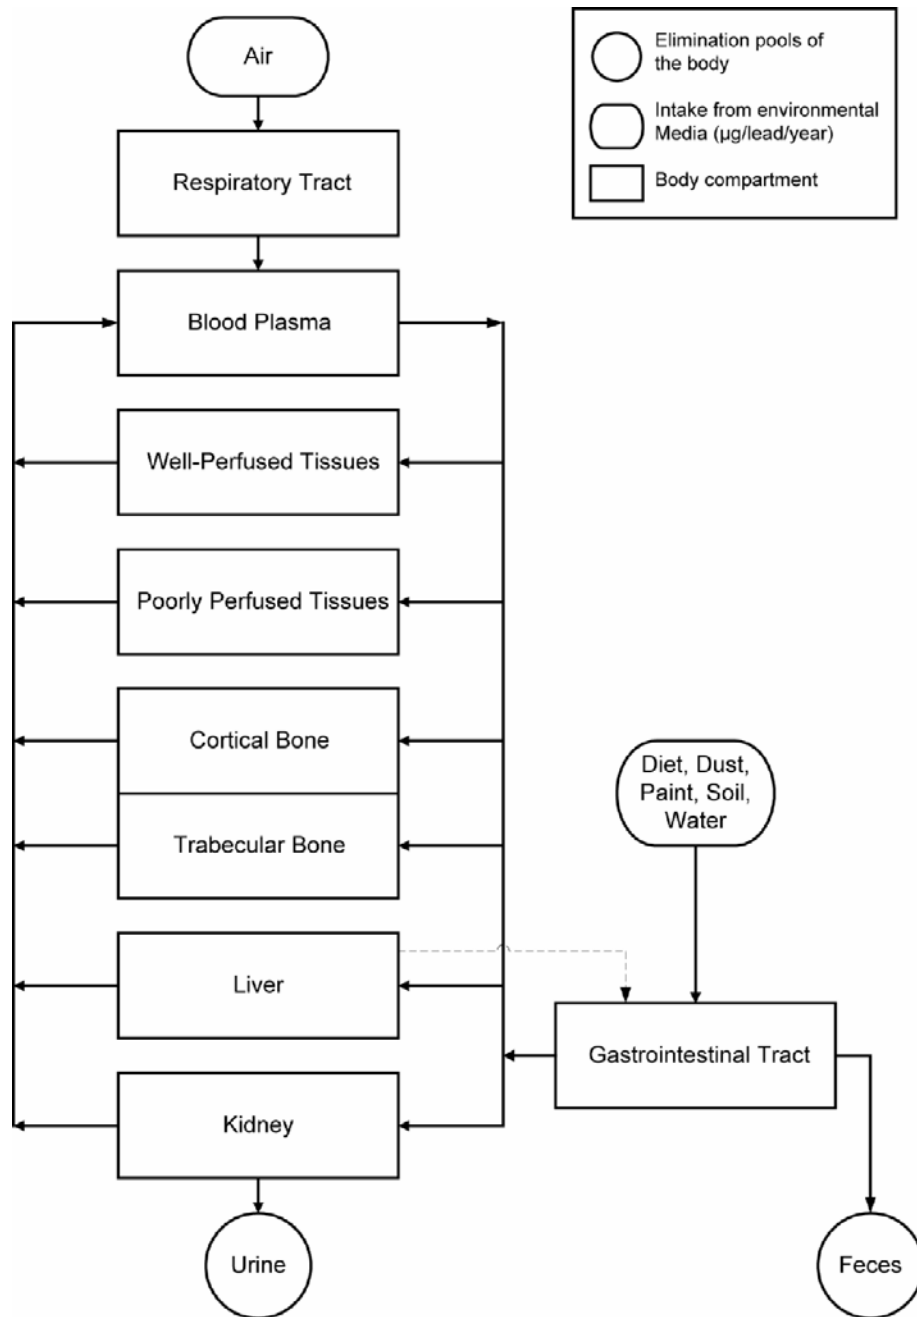 Air
Elimination pools of
the body
Intake from environmental
Media (µg/lead/year)
Body compartment
Respiratory Tract
Blood Plasma
Well-Perfused Tissues
Poorly Perfused Tissues
Cortical Bone
Trabecular Bone
Diet, Dust,
Paint, Soil,
Water
Liver
Gastrointestinal Tract
Kidney
Urine
Feces